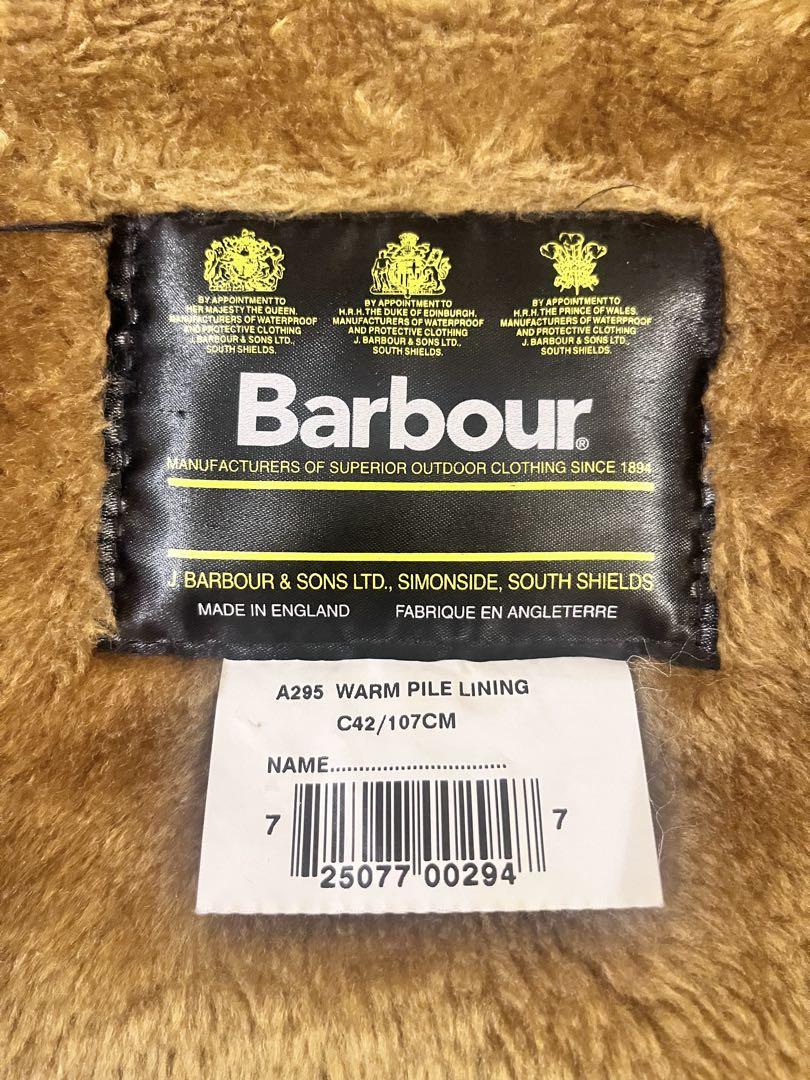 BY APPOINTMENT TO
HER MAJESTY THE QUEEN,
MANUFACTURERS OF WATERPROOF
AND PROTECTIVE CLOTHING
J. BARBOUR & SONS LTD.,
SOUTH SHIELDS.
BY APPOINTMENT TO
H.R.H. THE DUKE OF EDINBURGH,
MANUFACTURERS OF WATERPROOF
AND PROTECTIVE CLOTHING
J. BARBOUR & SONS LTD.,
SOUTH SHIELDS.
BY APPOINTMENT TO
H.R.H. THE PRINCE OF WALES,
MANUFACTURERS OF WATERPROOF
AND PROTECTIVE CLOTHING
J. BARBOUR & SONS LTD.,
SOUTH SHIELDS.
Barbour®
MANUFACTURERS OF SUPERIOR OUTDOOR CLOTHING SINCE 1894
J. BARBOUR & SONS LTD., SIMONSIDE, SOUTH SHIELDS
MADE IN ENGLAND FABRIQUE EN ANGLETERRE
A295 WARM PILE LINING
C42/107CM
NAME..............................
7 25077 00294 7